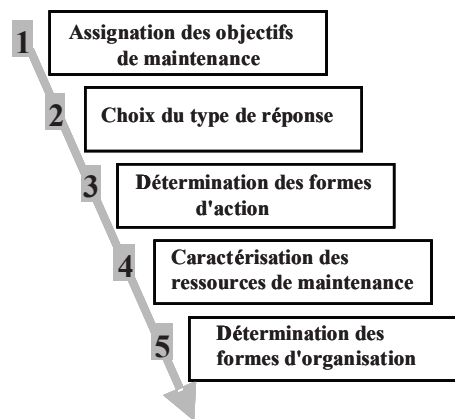 1
Assignation des objectifs
de maintenance
2
Choix du type de réponse
3
Détermination des formes
d'action
4
Caractérisation des
ressources de maintenance
5
Détermination des
formes d'organisation